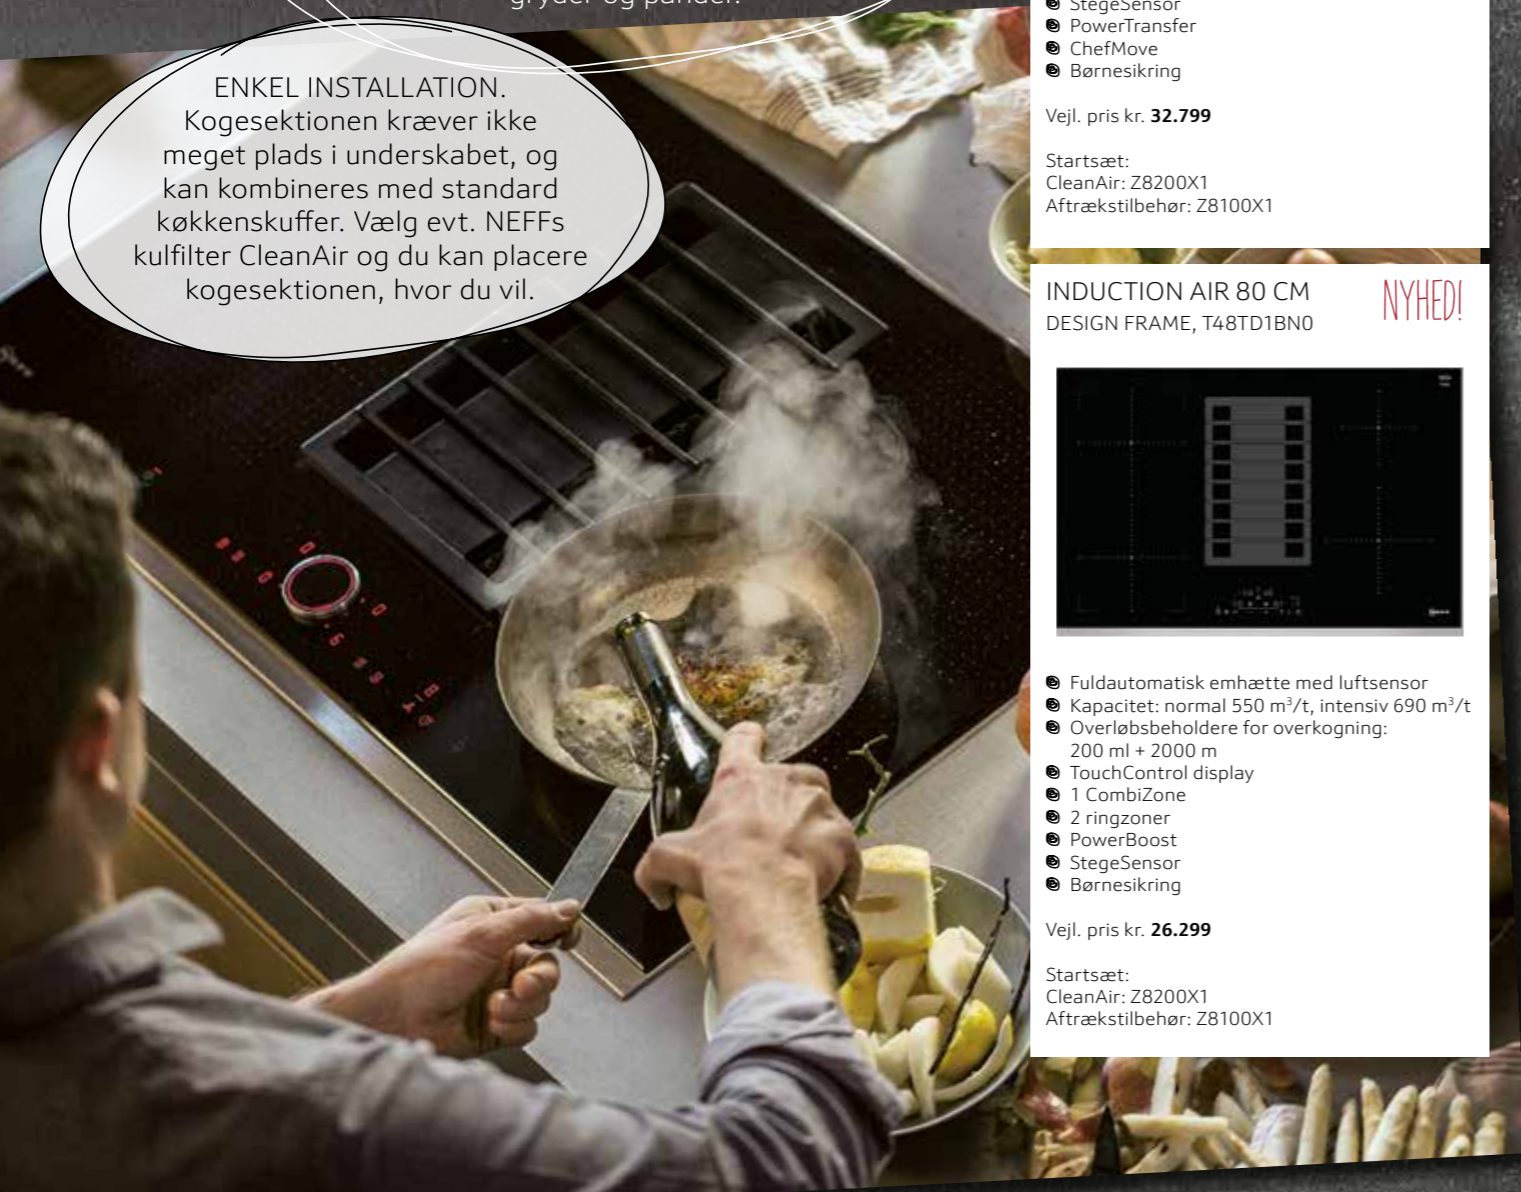 gryder og pander.
ENKEL INSTALLATION.
Kogesektionen kræver ikke
meget plads i underskabet, og
kan kombineres med standard
køkkenskuffer. Vælg evt. NEFFs
kulfilter CleanAir og du kan placere
kogesektionen, hvor du vil.
StegeSensor
PowerTransfer
ChefMove
Børnesikring
Vejl. pris kr. 32.799
Startsæt:
CleanAir: Z8200X1
Aftrækstilbehør: Z8100X1
INDUCTION AIR 80 CM
NYHED!
DESIGN FRAME, T48TD1BN0
Fuldautomatisk emhætte med luftsensor
Kapacitet: normal 550 m³/t, intensiv 690 m³/t
Overløbsbeholdere for overkogning:
200 ml + 2000 m
TouchControl display
1 CombiZone
2 ringzoner
PowerBoost
StegeSensor
Børnesikring
Vejl. pris kr. 26.299
Startsæt:
CleanAir: Z8200X1
Aftrækstilbehør: Z8100X1